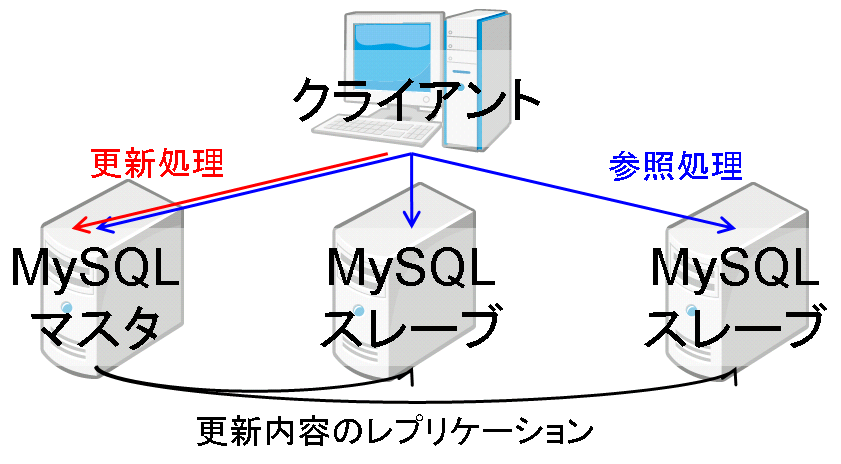 クライアント
更新処理
参照処理
MySQL
マスタ
MySQL
スレーブ
MySQL
スレーブ
更新内容のレプリケーション